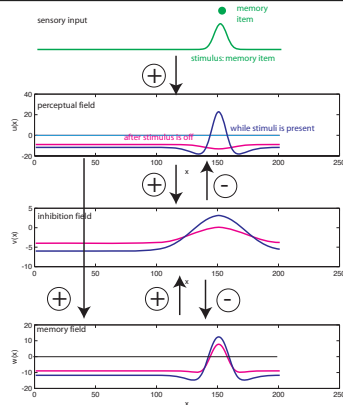 sensory input
memory
item
stimulus: memory item
+
40
20
0
-20
u(x)
perceptual field
after stimulus is off
while stimuli is present
0 50 100 150 200 250
x
+ -
5
0
-5
-10
v(x)
inhibition field
0 50 100 150 200 250
x
+ + -
20
10
0
-10
-20
w(x)
memory field
0 50 100 150 200 250
x